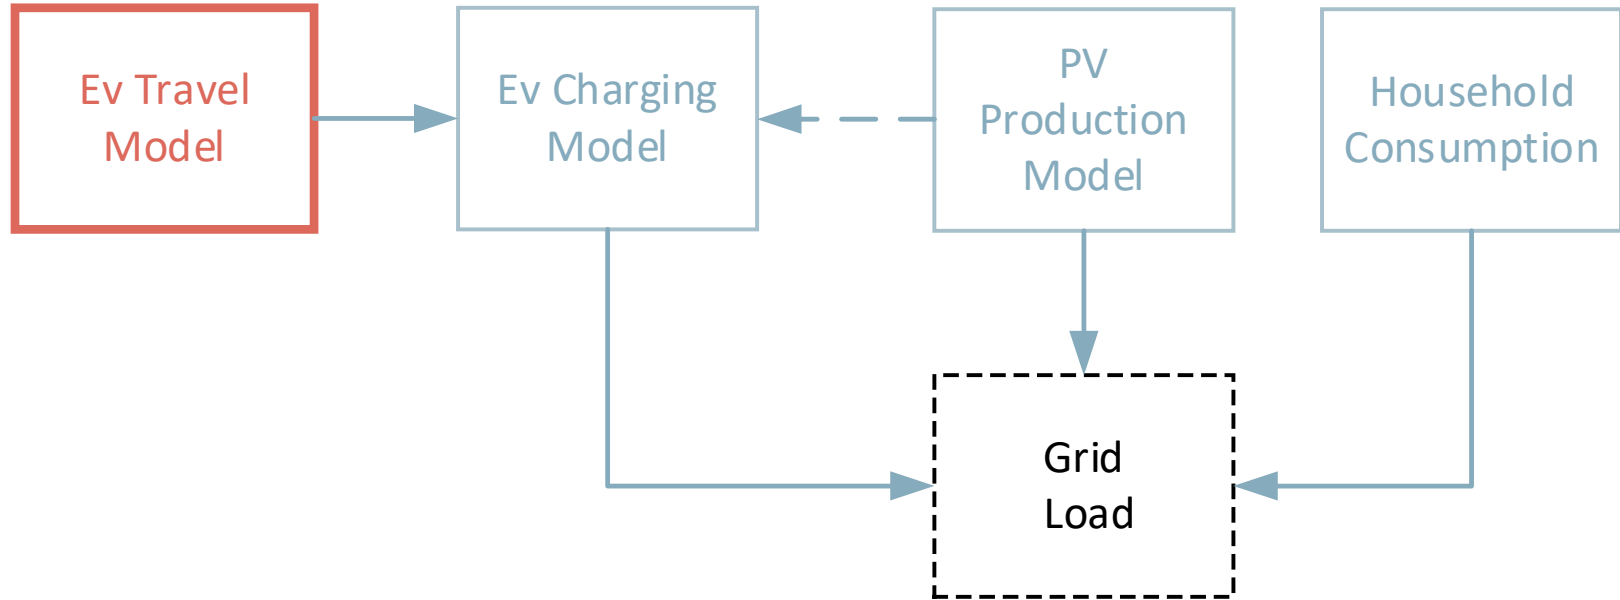 Ev Travel
Model
Ev Charging
Model
PV
Production
Model
Household
Consumption
Grid
Load